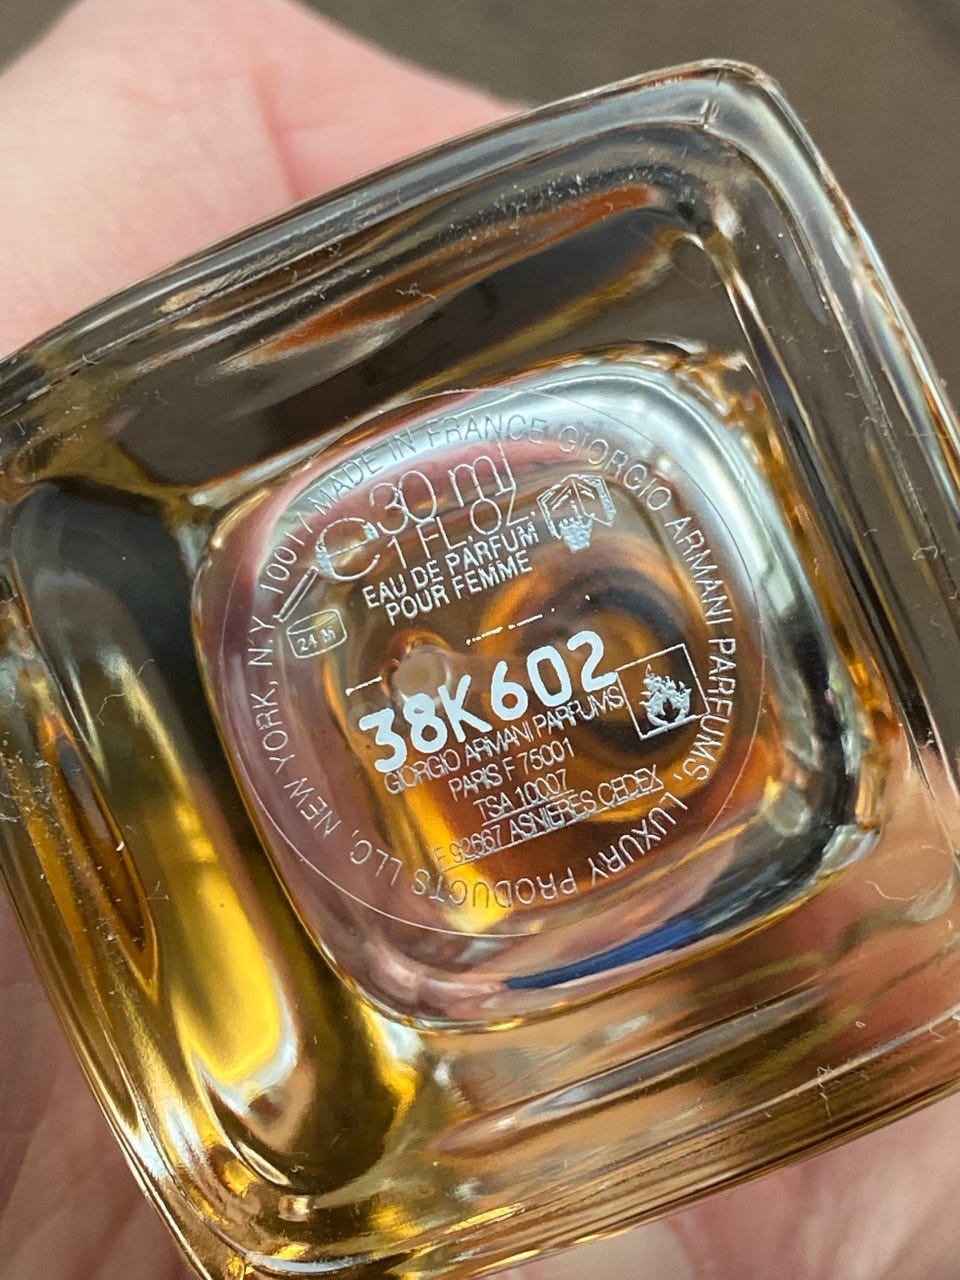 MADE IN FRANCE GIORGIO ARMANI PARFUMS, LUXURY PRODUCTS LLC, NEW YORK, N.Y. 10017
℮ 30 ml
1 FL.OZ.
EAU DE PARFUM
POUR FEMME
24 M
38K602
GIORGIO ARMANI PARFUMS
PARIS F 75001
TSA 10007
F 92667 ASNIERES CEDEX